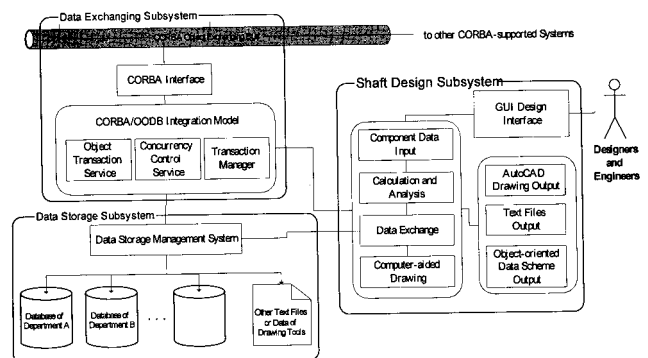 Data Exchanging Subsystem
CORBA
to other CORBA-supported Systems
CORBA Interface
CORBA/OODB Integration Model
Object
Transaction
Service
Concurrency
Control
Service
Transaction
Manager
Data Storage Subsystem
Data Storage Management System
Database of
Department A
Database of
Department B
. . .
Other Text Files
or Data of
Drawing Tools
Shaft Design Subsystem
GUI Design
Interface
Component Data
Input
Calculation and
Analysis
Data Exchange
Computer-aided
Drawing
AutoCAD
Drawing Output
Text Files
Output
Object-oriented
Data Scheme
Output
Designers
and
Engineers